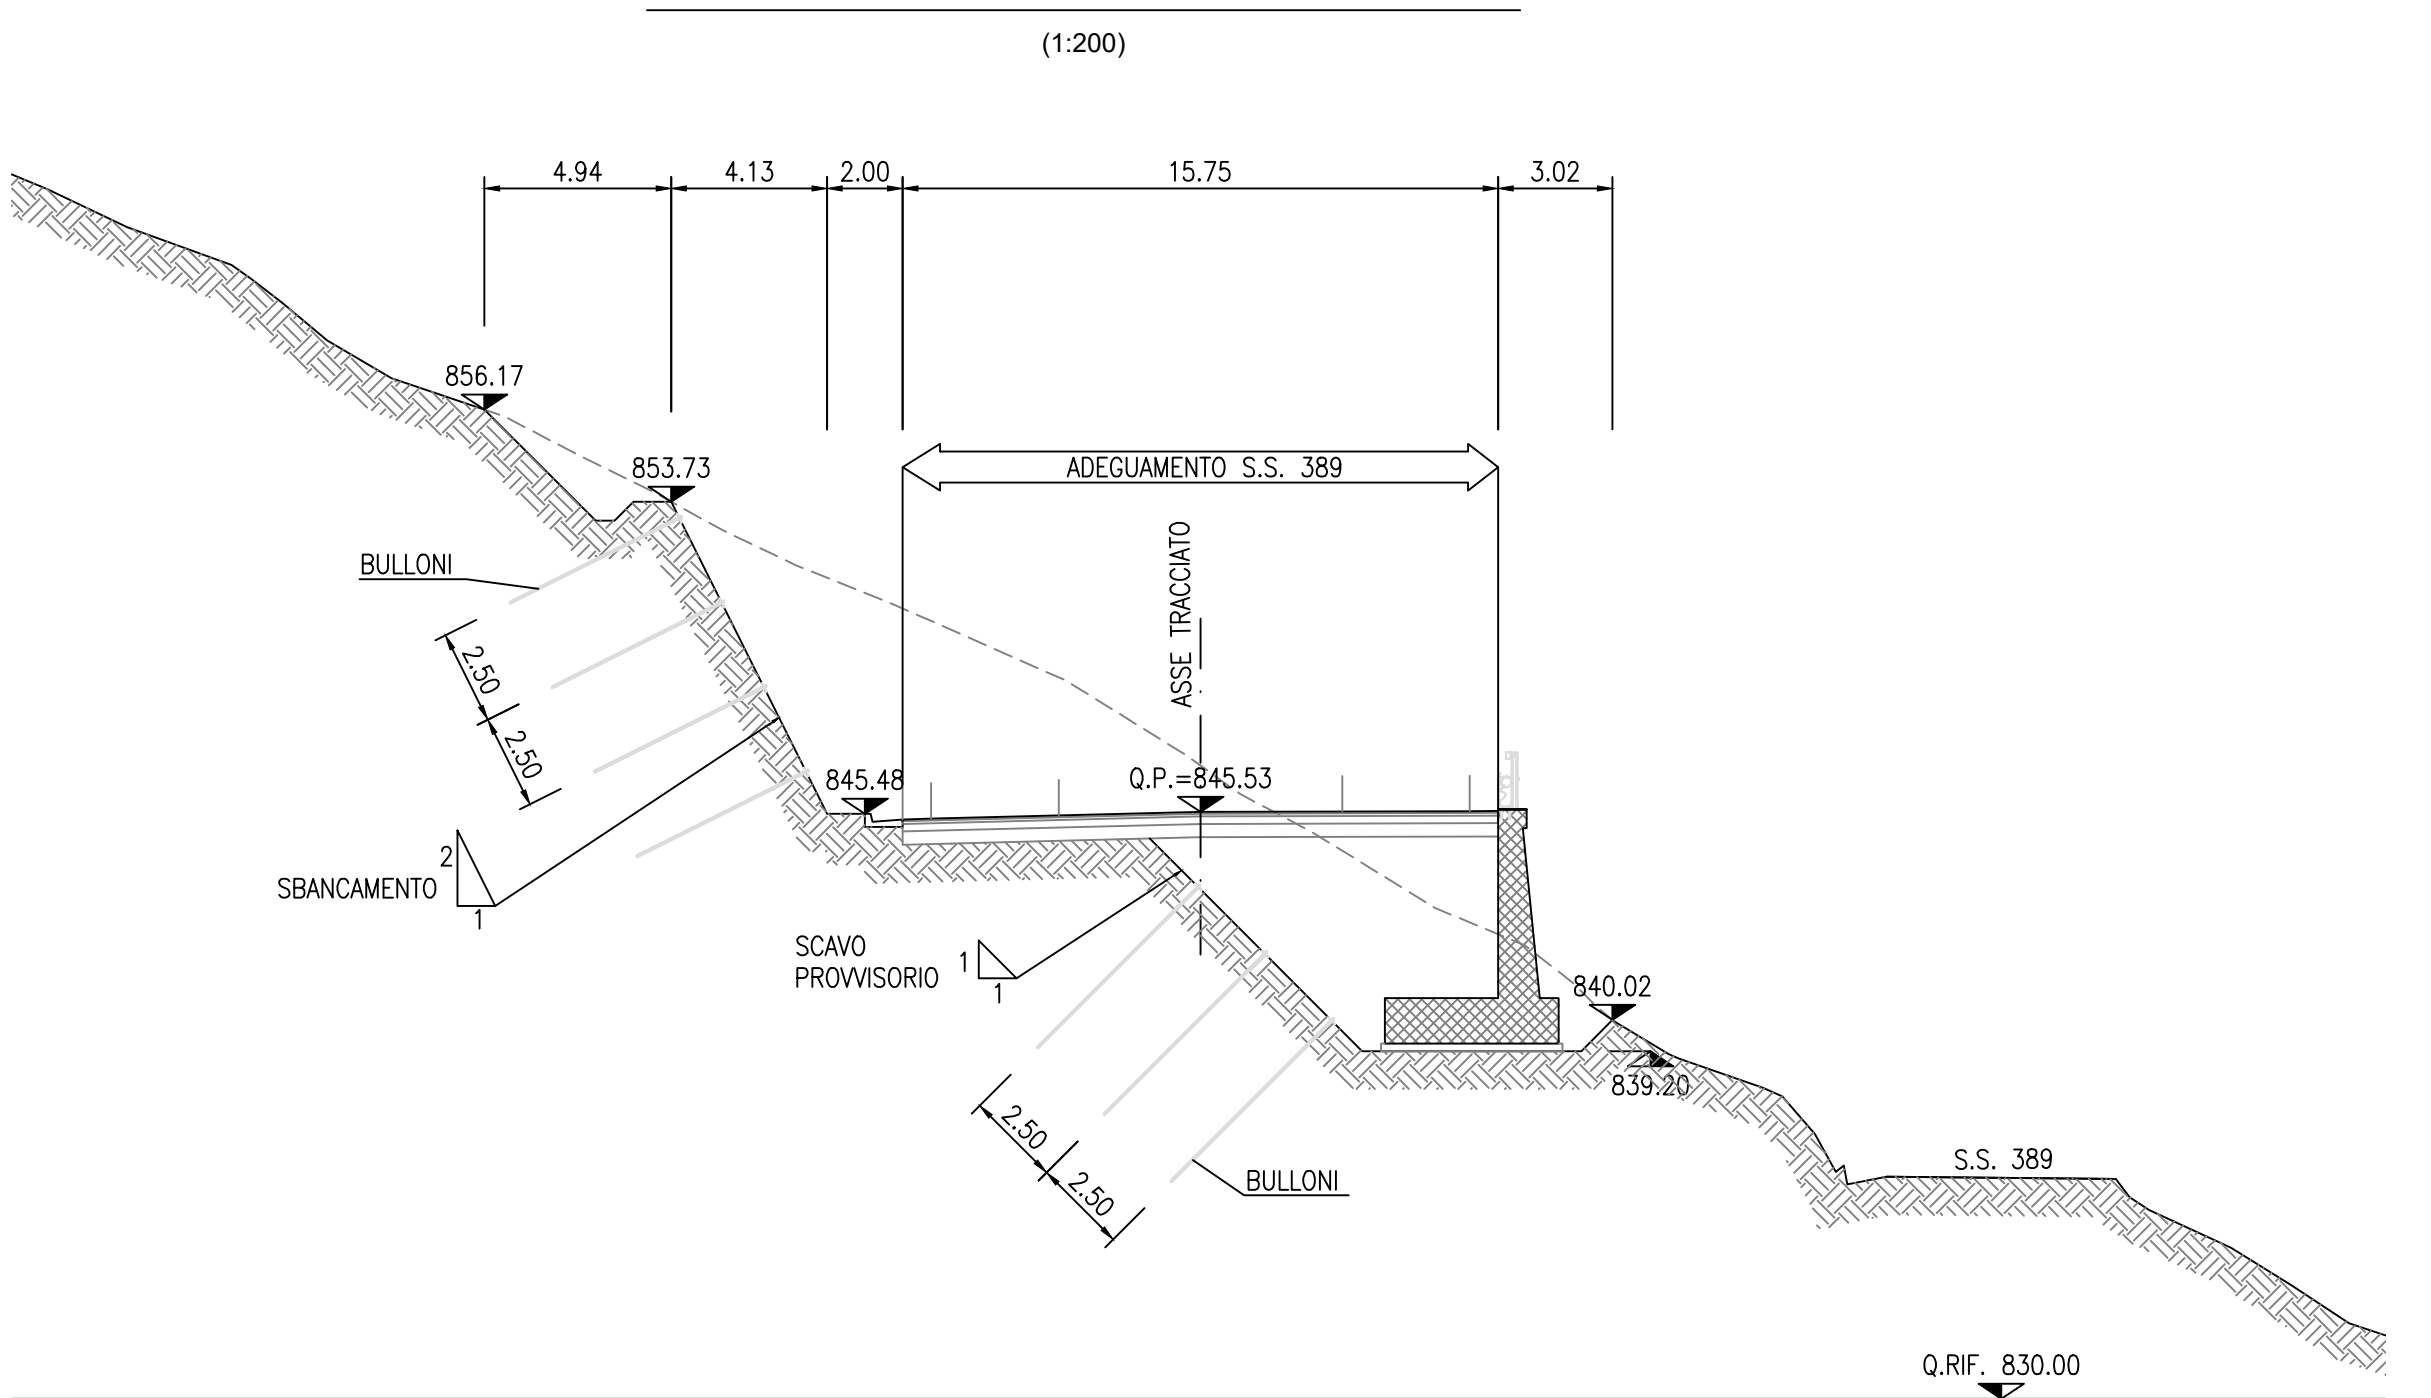 (1:200)
4.94
4.13
2.00
15.75
3.02
856.17
853.73
ADEGUAMENTO S.S. 389
ASSE TRACCIATO
BULLONI
2.50
2.50
845.48
Q.P.=845.53
2
SBANCAMENTO
1
SCAVO
PROVVISORIO
1
1
840.02
839.20
2.50
2.50
BULLONI
S.S. 389
Q.RIF. 830.00